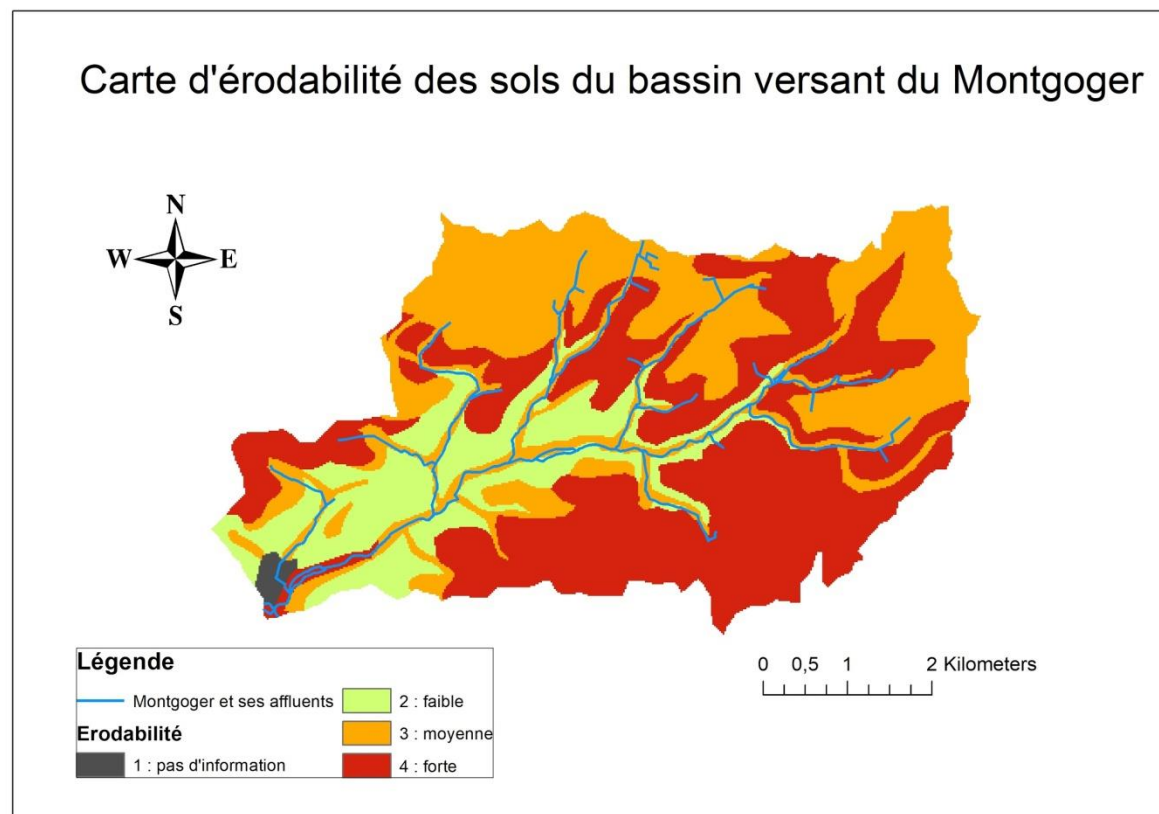 Carte d'érodabilité des sols du bassin versant du Montgoger
N
W E
S
Légende
Montgoger et ses affluents
Erodabilité
1 : pas d'information
2 : faible
3 : moyenne
4 : forte
0 0,5 1 2 Kilometers